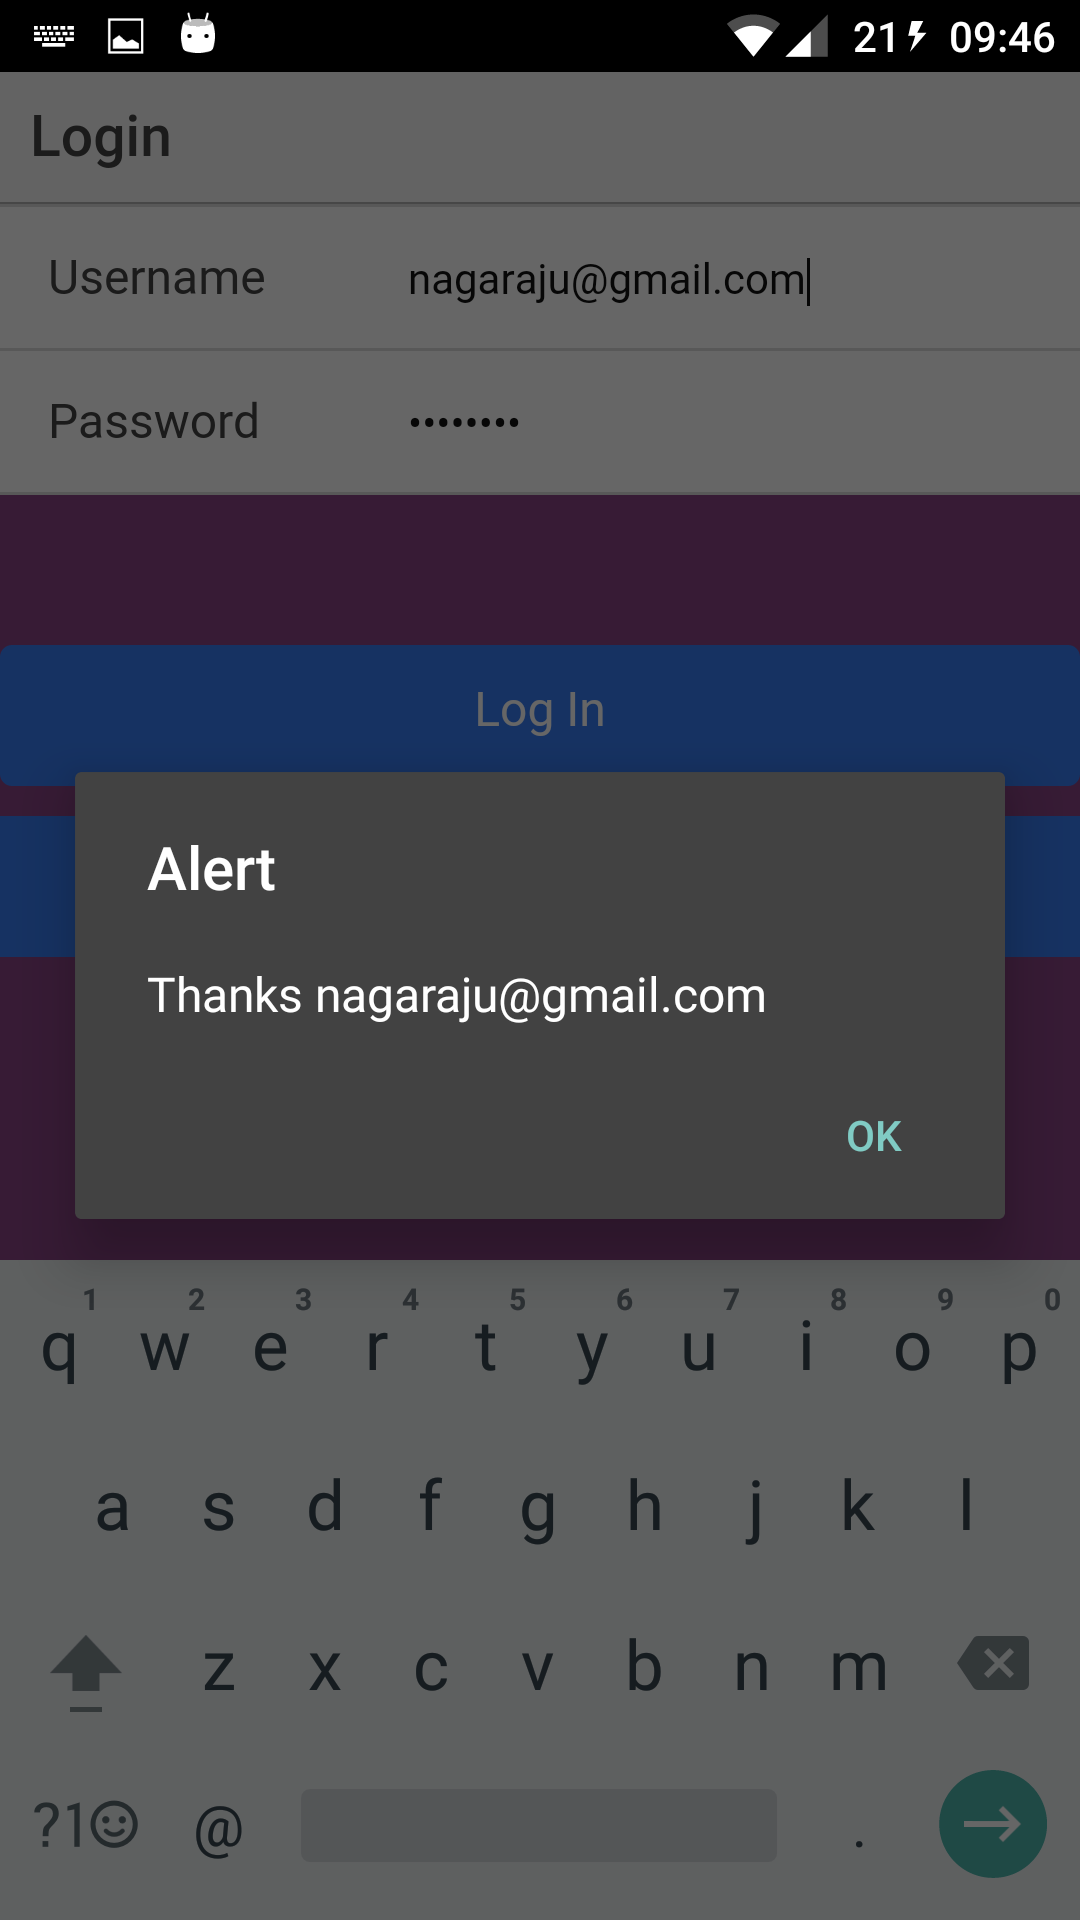 21 09:46
Login
Username nagaraju@gmail.com
Password ••••••••
Log In
Alert
Thanks nagaraju@gmail.com
OK
1 2 3 4 5 6 7 8 9 0
q w e r t y u i o p
a s d f g h j k l
z x c v b n m
?1☺ @ .